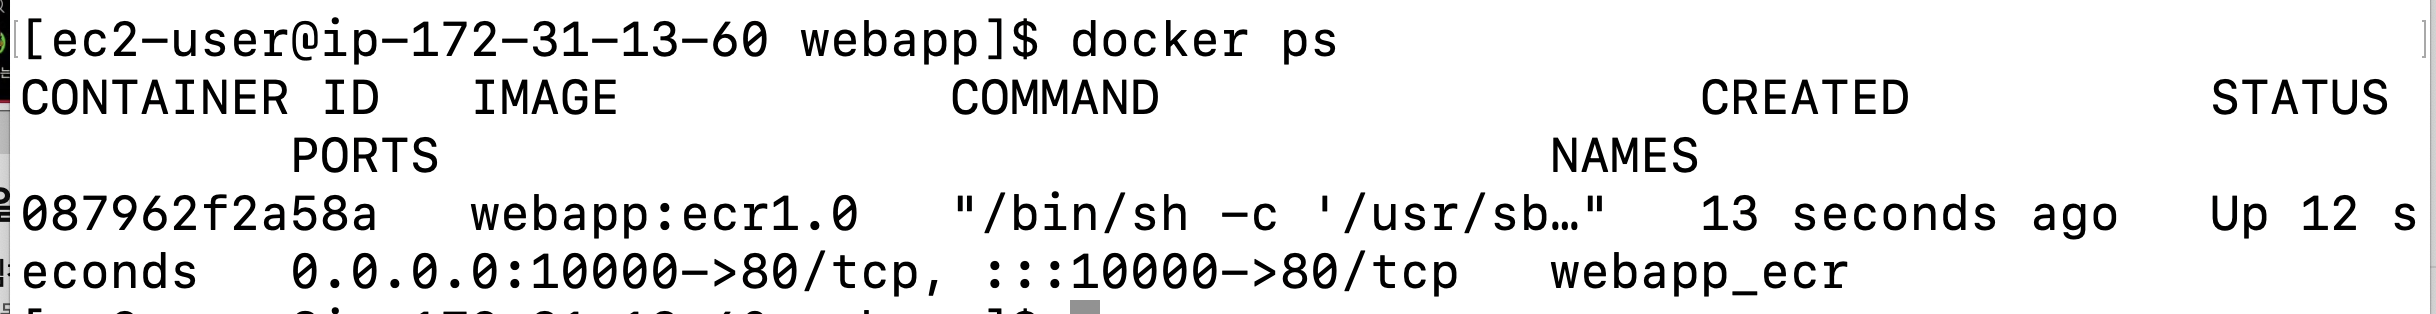 [ec2-user@ip-172-31-13-60 webapp]$ docker ps
CONTAINER ID   IMAGE           COMMAND                  CREATED          STATUS
         PORTS                                     NAMES
087962f2a58a   webapp:ecr1.0   "/bin/sh -c '/usr/sb…"   13 seconds ago   Up 12 s
econds   0.0.0.0:10000->80/tcp, :::10000->80/tcp   webapp_ecr